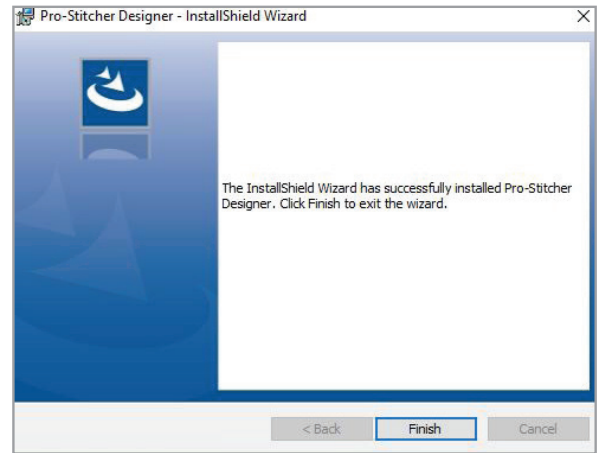 Pro-Stitcher Designer - InstallShield Wizard
The InstallShield Wizard has successfully installed Pro-Stitcher
Designer. Click Finish to exit the wizard.
< Back
Finish
Cancel